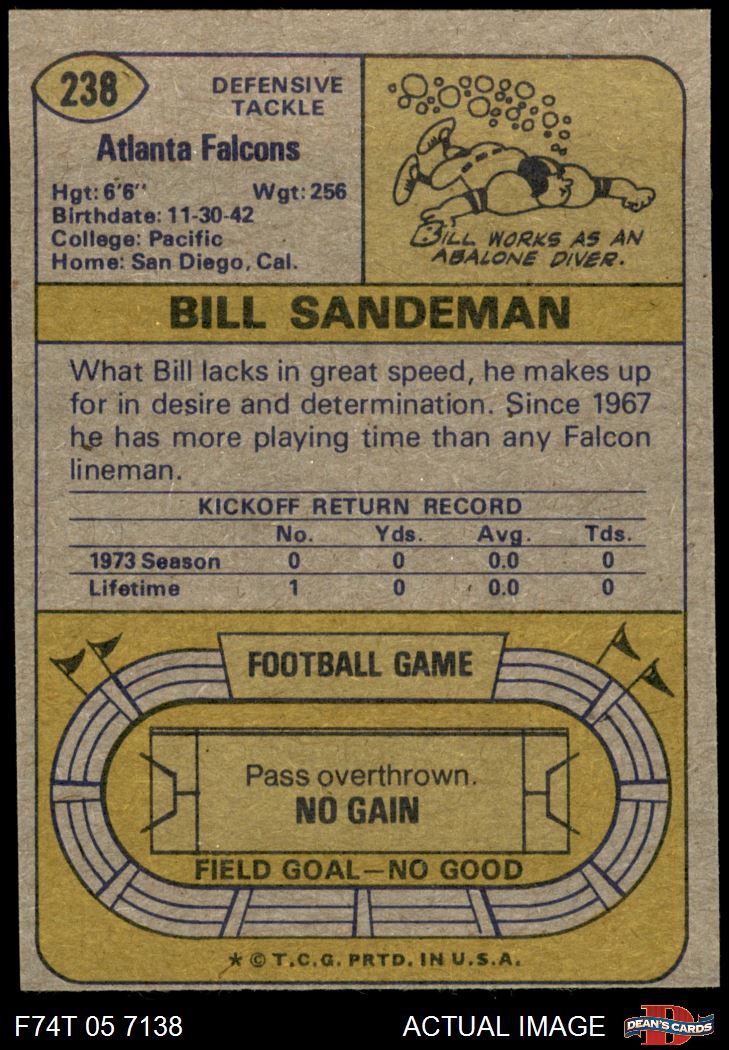 238
DEFENSIVE
TACKLE
Atlanta Falcons
Hgt: 6'6" Wgt: 256
Birthdate: 11-30-42
College: Pacific
Home: San Diego, Cal.
BILL WORKS AS AN
ABALONE DIVER.
BILL SANDEMAN
What Bill lacks in great speed, he makes up
for in desire and determination. Since 1967
he has more playing time than any Falcon
lineman.
KICKOFF RETURN RECORD
No. Yds. Avg. Tds.
1973 Season 0 0 0.0 0
Lifetime 1 0 0.0 0
FOOTBALL GAME
Pass overthrown.
NO GAIN
FIELD GOAL—NO GOOD
* © T.C.G. PRTD. IN U.S.A.
F74T 05 7138 ACTUAL IMAGE
DEAN'S CARDS